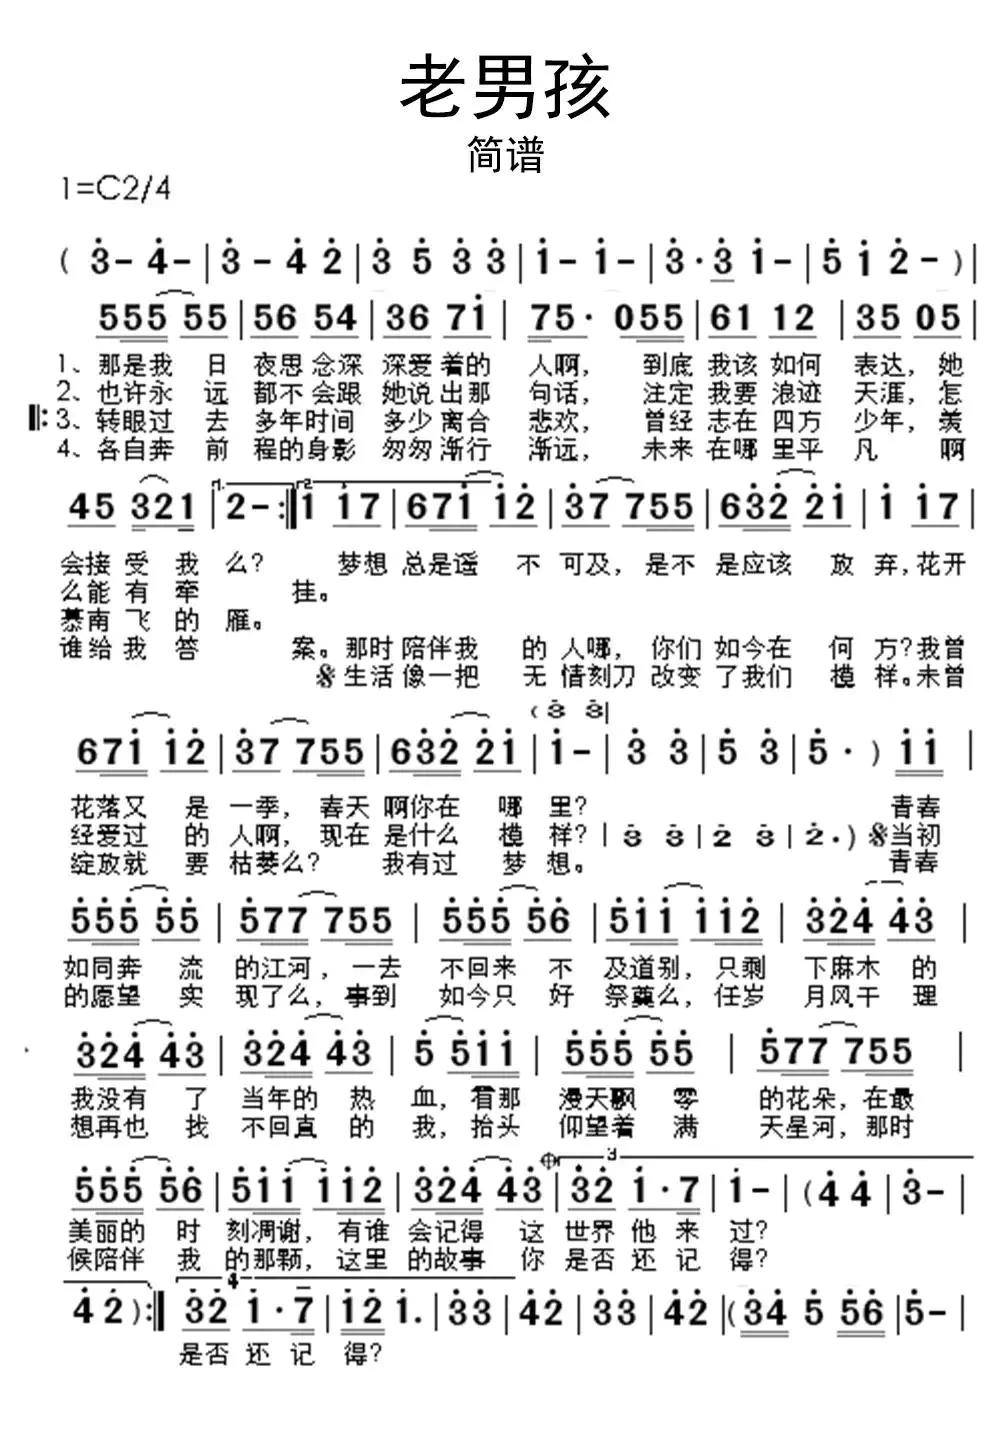 老男孩
简谱
1=C2/4
( 3- 4- | 3- 4 2 | 3 5 3 3 | 1- 1- | 3·3 1- | 5 1 2- ) |
555 55 | 56 54 | 36 71 | 75· 055 | 61 12 | 35 05 |
1、那是我 日 夜思念深 深爱着的 人啊， 到底我该如何 表达，她
2、也许永 远 都不会跟 她说出那 句话， 注定我要浪迹 天涯，怎
3、转眼过 去 多年时间 多少离合 悲欢， 曾经志在四方 少年，羡
4、各自奔 前 程的身影 匆匆渐行 渐远， 未来在哪里平 凡 啊
45 321 | 1. 2- :| 2. 1 17 | 671 12 | 37 755 | 632 21 | 1 17 |
会接受 我 么？ 梦想总是遥 不 可及，是不 是应该 放 弃，花开
么能有牵 挂。
慕南飞的 雁。
谁给我答 案。那时陪伴我 的 人哪，你们如今在 何 方？我曾
生活像一把 无 情刻刀改变了我们 模 样。未曾
( 3 3 |
671 12 | 37 755 | 632 21 | 1- | 3 3 | 5 3 | 5· ) 11 |
花落又 是 一季，春天啊你在 哪 里？ 青春
经爱过 的 人啊，现在是什么 模 样？| 3 3 | 2 3 | 2· ) 当初
绽放就 要 枯萎么？ 我有过 梦 想。 青春
555 55 | 577 755 | 555 56 | 511 112 | 324 43 |
如同奔 流 的江河，一去 不回来 不 及道别，只剩 下麻木 的
的愿望 实 现了么，事到 如今只 好 祭奠么，任岁 月风干 理
324 43 | 324 43 | 5 511 | 555 55 | 577 755 |
我没有 了 当年的 热 血，看那 漫天飘 零 的花朵，在最
想再也 找 不回真 的 我，抬头 仰望着 满 天星河，那时
3
555 56 | 511 112 | 324 43 | 32 1·7 | 1- | ( 4 4 | 3- |
美丽的 时 刻凋谢，有谁 会记得 这 世界他来 过？
候陪伴 我 的那颗，这里 的故事 你 是否还记 得？
4
4 2 ) :| 32 1·7 | 12 1. | 33 | 42 | 33 | 42 | ( 34 5 56 | 5- |
是否 还 记 得？